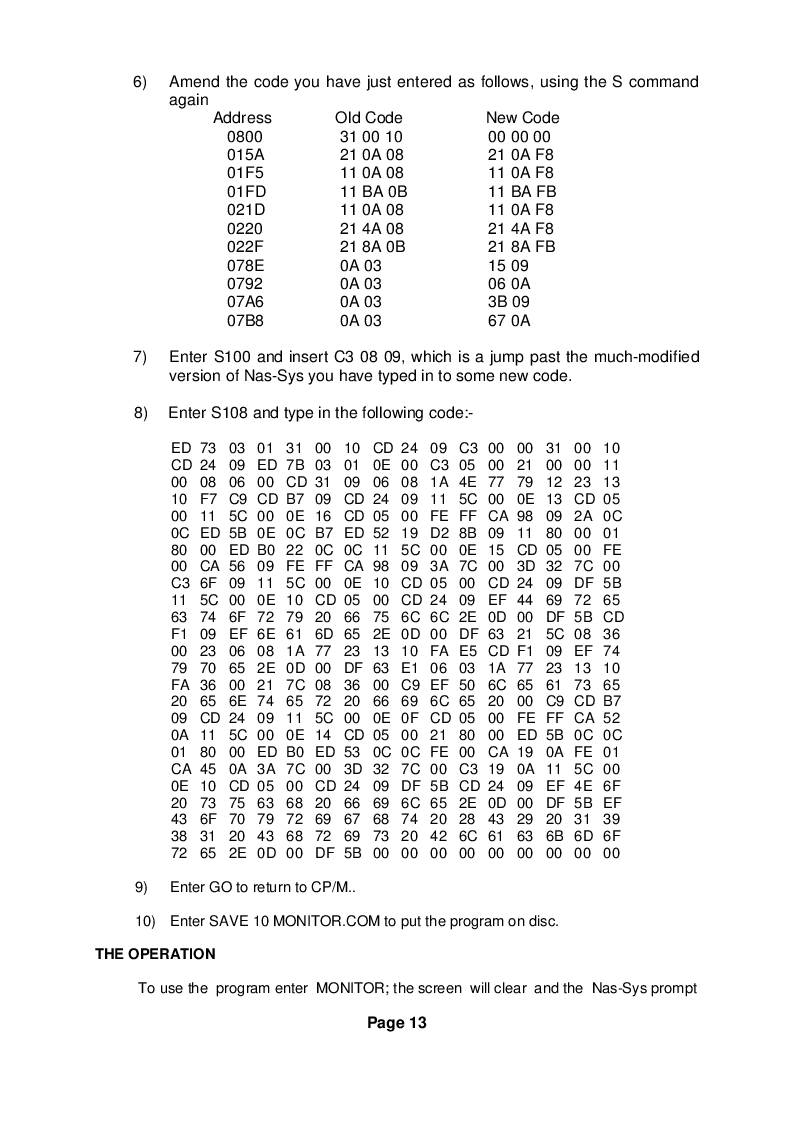 6) Amend the code you have just entered as follows, using the S command
again
Address Old Code New Code
0800 31 00 10 00 00 00
015A 21 0A 08 21 0A F8
01F5 11 0A 08 11 0A F8
01FD 11 BA 0B 11 BA FB
021D 11 0A 08 11 0A F8
0220 21 4A 08 21 4A F8
022F 21 8A 0B 21 8A FB
078E 0A 03 15 09
0792 0A 03 06 0A
07A6 0A 03 3B 09
07B8 0A 03 67 0A
7) Enter S100 and insert C3 08 09, which is a jump past the much-modified
version of Nas-Sys you have typed in to some new code.
8) Enter S108 and type in the following code:-
ED 73 03 01 31 00 10 CD 24 09 C3 00 00 31 00 10
CD 24 09 ED 7B 03 01 0E 00 C3 05 00 21 00 00 11
00 08 06 00 CD 31 09 06 08 1A 4E 77 79 12 23 13
10 F7 C9 CD B7 09 CD 24 09 11 5C 00 0E 13 CD 05
00 11 5C 00 0E 16 CD 05 00 FE FF CA 98 09 2A 0C
0C ED 5B 0E 0C B7 ED 52 19 D2 8B 09 11 80 00 01
80 00 ED B0 22 0C 0C 11 5C 00 0E 15 CD 05 00 FE
00 CA 56 09 FE FF CA 98 09 3A 7C 00 3D 32 7C 00
C3 6F 09 11 5C 00 0E 10 CD 05 00 CD 24 09 DF 5B
11 5C 00 0E 10 CD 05 00 CD 24 09 EF 44 69 72 65
63 74 6F 72 79 20 66 75 6C 6C 2E 0D 00 DF 5B CD
F1 09 EF 6E 61 6D 65 2E 0D 00 DF 63 21 5C 08 36
00 23 06 08 1A 77 23 13 10 FA E5 CD F1 09 EF 74
79 70 65 2E 0D 00 DF 63 E1 06 03 1A 77 23 13 10
FA 36 00 21 7C 08 36 00 C9 EF 50 6C 65 61 73 65
20 65 6E 74 65 72 20 66 69 6C 65 20 00 C9 CD B7
09 CD 24 09 11 5C 00 0E 0F CD 05 00 FE FF CA 52
0A 11 5C 00 0E 14 CD 05 00 21 80 00 ED 5B 0C 0C
01 80 00 ED B0 ED 53 0C 0C FE 00 CA 19 0A FE 01
CA 45 0A 3A 7C 00 3D 32 7C 00 C3 19 0A 11 5C 00
0E 10 CD 05 00 CD 24 09 DF 5B CD 24 09 EF 4E 6F
20 73 75 63 68 20 66 69 6C 65 2E 0D 00 DF 5B EF
43 6F 70 79 72 69 67 68 74 20 28 43 29 20 31 39
38 31 20 43 68 72 69 73 20 42 6C 61 63 6B 6D 6F
72 65 2E 0D 00 DF 5B 00 00 00 00 00 00 00 00 00
9) Enter GO to return to CP/M..
10) Enter SAVE 10 MONITOR.COM to put the program on disc.
THE OPERATION
To use the program enter MONITOR; the screen will clear and the Nas-Sys prompt
Page 13